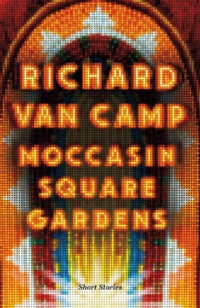 RICHARD
VAN CAMP
MOCCASIN
SQUARE
GARDENS
Short Stories